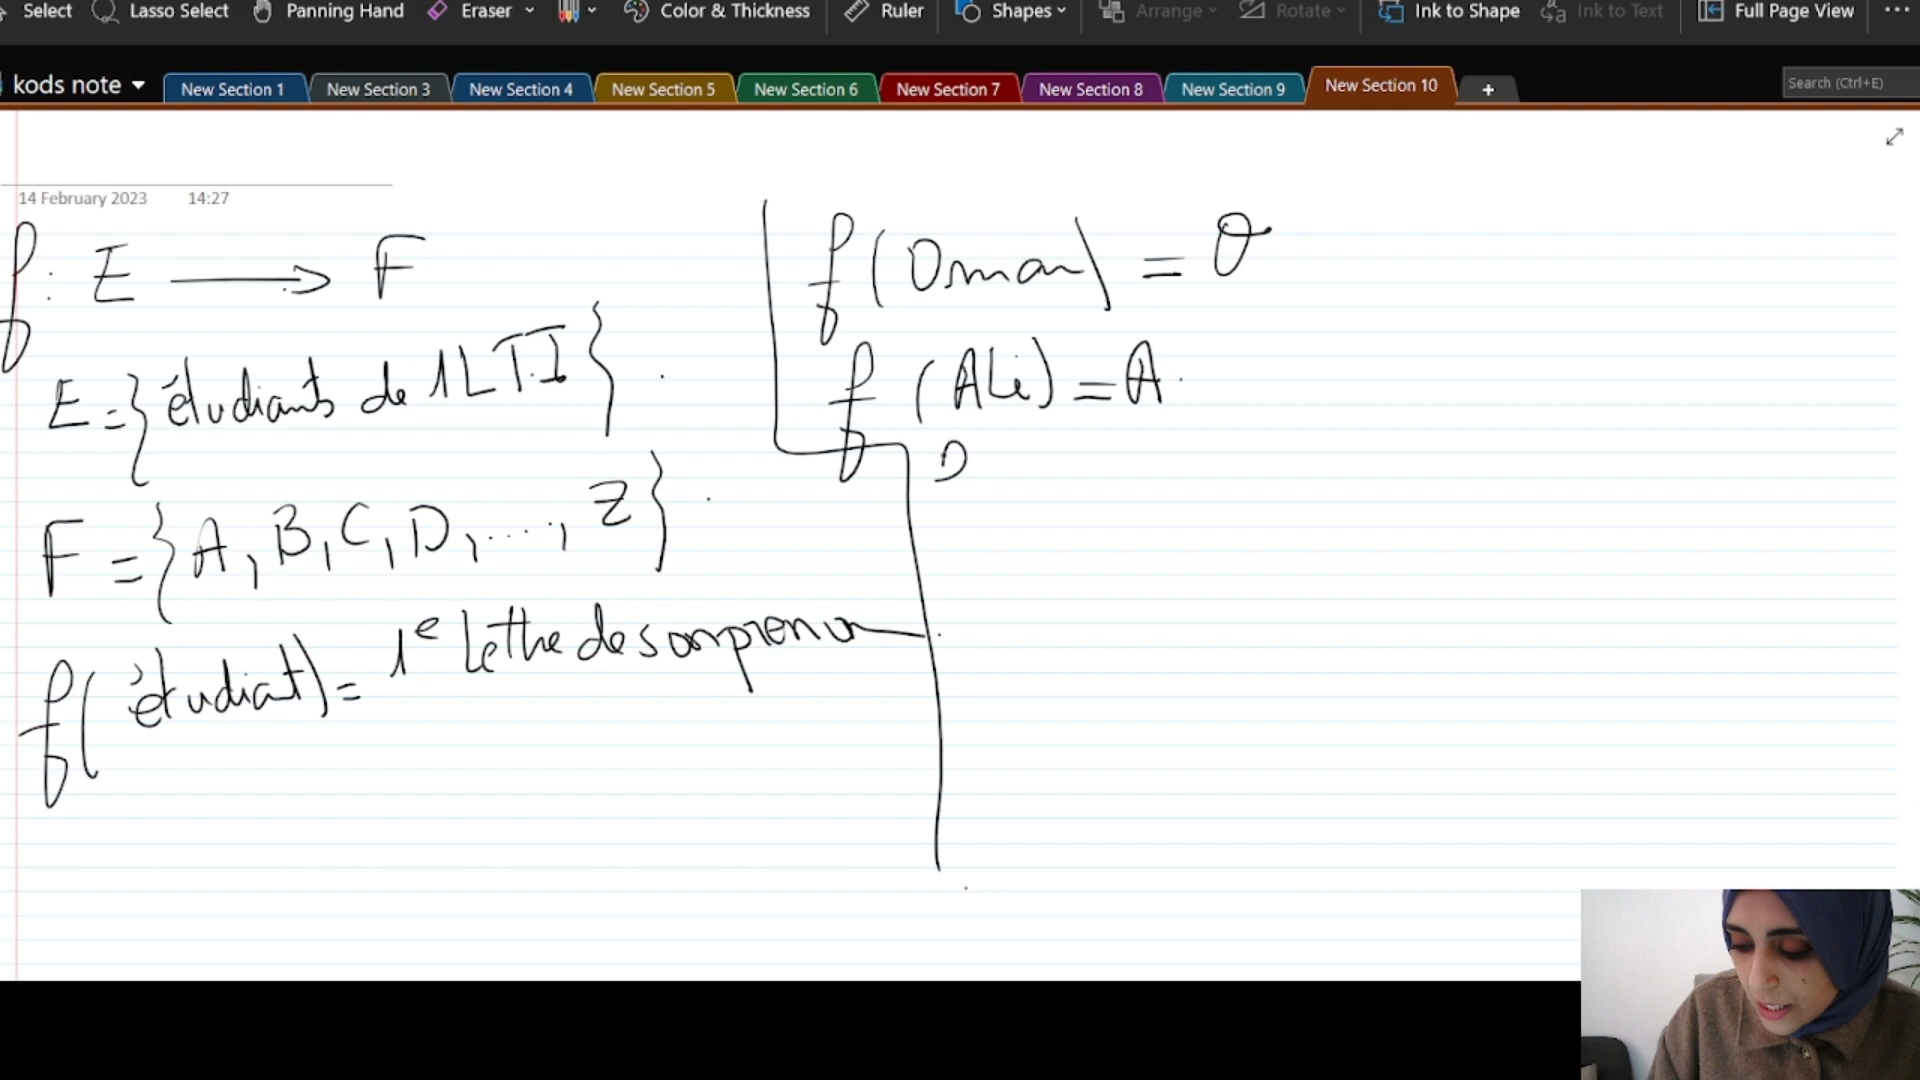 Select Lasso Select Panning Hand Eraser Color & Thickness Ruler Shapes Arrange Rotate Ink to Shape Ink to Text Full Page View
kods note New Section 1 New Section 3 New Section 4 New Section 5 New Section 6 New Section 7 New Section 8 New Section 9 New Section 10 + Search (Ctrl+E)
14 February 2023 14:27
f: E → F
E = {étudiants de 1LTI}.
F = {A, B, C, D, ..., Z}.
f(étudiant) = 1e lettre de son prénom.
f(Osman) = O
f(Ali) = A.
D